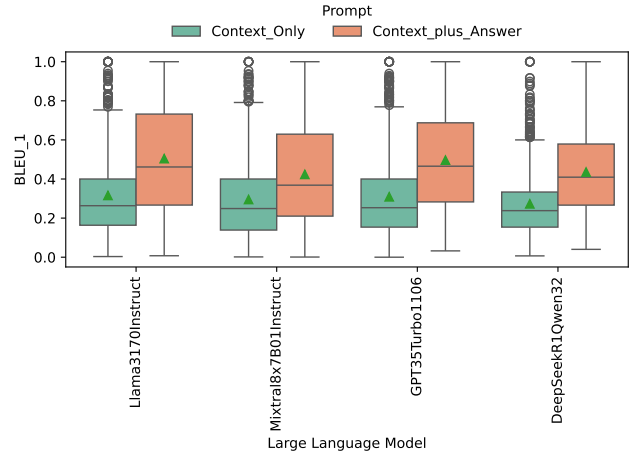 Prompt
Context_Only Context_plus_Answer
BLEU_1
1.0
0.8
0.6
0.4
0.2
0.0
Llama3170Instruct
Mixtral8x7B01Instruct
GPT35Turbo1106
DeepSeekR1Qwen32
Large Language Model